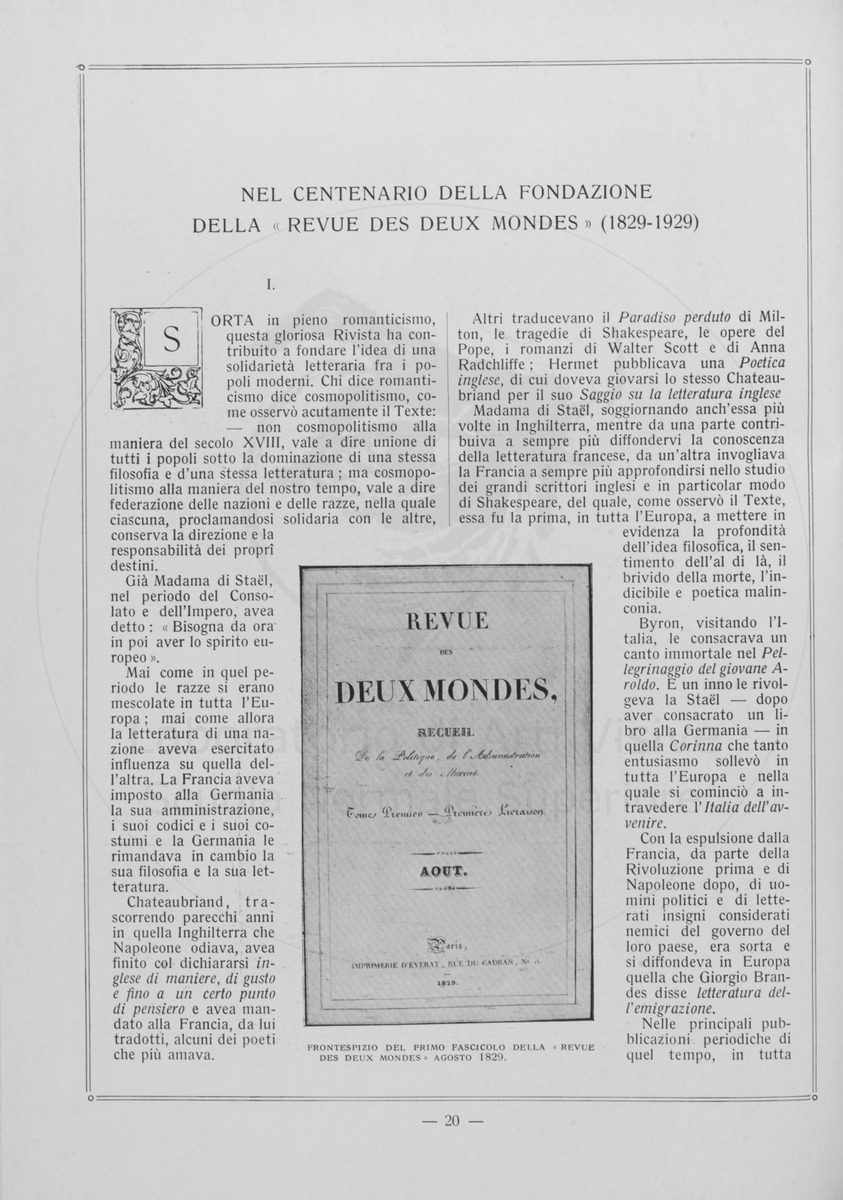 NEL CENTENARIO DELLA FONDAZIONE
DELLA « REVUE DES DEUX MONDES » (1829-1929)
I.
SORTA in pieno romanticismo,
questa gloriosa Rivista ha con-
tribuito a fondare l'idea di una
solidarietà letteraria fra i po-
poli moderni. Chi dice romanti-
cismo dice cosmopolitismo, co-
me osservò acutamente il Texte:
— non cosmopolitismo alla
maniera del secolo XVIII, vale a dire unione di
tutti i popoli sotto la dominazione di una stessa
filosofia e d'una stessa letteratura ; ma cosmopo-
litismo alla maniera del nostro tempo, vale a dire
federazione delle nazioni e delle razze, nella quale
ciascuna, proclamandosi solidaria con le altre,
conserva la direzione e la
responsabilità dei proprî
destini.
Già Madama di Staël,
nel periodo del Conso-
lato e dell'Impero, avea
detto : « Bisogna da ora
in poi aver lo spirito eu-
ropeo ».
Mai come in quel pe-
riodo le razze si erano
mescolate in tutta l'Eu-
ropa ; mai come allora
la letteratura di una na-
zione aveva esercitato
influenza su quella del-
l'altra. La Francia aveva
imposto alla Germania
la sua amministrazione,
i suoi codici e i suoi co-
stumi e la Germania le
rimandava in cambio la
sua filosofia e la sua let-
teratura.
Chateaubriand, tra-
scorrendo parecchi anni
in quella Inghilterra che
Napoleone odiava, avea
finito col dichiararsi in-
glese di maniere, di gusto
e fino a un certo punto
di pensiero e avea man-
dato alla Francia, da lui
tradotti, alcuni dei poeti
che più amava.
Altri traducevano il Paradiso perduto di Mil-
ton, le tragedie di Shakespeare, le opere del
Pope, i romanzi di Walter Scott e di Anna
Radchliffe ; Hermet pubblicava una Poetica
inglese, di cui doveva giovarsi lo stesso Chateau-
briand per il suo Saggio su la letteratura inglese
Madama di Staël, soggiornando anch'essa più
volte in Inghilterra, mentre da una parte contri-
buiva a sempre più diffondervi la conoscenza
della letteratura francese, da un'altra invogliava
la Francia a sempre più approfondirsi nello studio
dei grandi scrittori inglesi e in particolar modo
di Shakespeare, del quale, come osservò il Texte,
essa fu la prima, in tutta l'Europa, a mettere in
evidenza la profondità
dell'idea filosofica, il sen-
timento dell'al di là, il
brivido della morte, l'in-
dicibile e poetica malin-
conia.
Byron, visitando l'I-
talia, le consacrava un
canto immortale nel Pel-
legrinaggio del giovane A-
roldo. E un inno le rivol-
geva la Staël — dopo
aver consacrato un li-
bro alla Germania — in
quella Corinna che tanto
entusiasmo sollevò in
tutta l'Europa e nella
quale si cominciò a in-
travedere l'Italia dell'av-
venire.
Con la espulsione dalla
Francia, da parte della
Rivoluzione prima e di
Napoleone dopo, di uo-
mini politici e di lette-
rati insigni considerati
nemici del governo del
loro paese, era sorta e
si diffondeva in Europa
quella che Giorgio Bran-
des disse letteratura del-
l'emigrazione.
Nelle principali pub-
blicazioni periodiche di
quel tempo, in tutta
REVUE
DES
DEUX MONDES,
RECUEIL
De la Politique, de l'Administration
et des Mœurs.
Tome Premier — Première Livraison
AOUT.
Paris,
IMPRIMERIE D'EVERAT, RUE DU CADRAN, No
1829.
FRONTESPIZIO DEL PRIMO FASCICOLO DELLA « REVUE
DES DEUX MONDES » AGOSTO 1829.
— 20 —